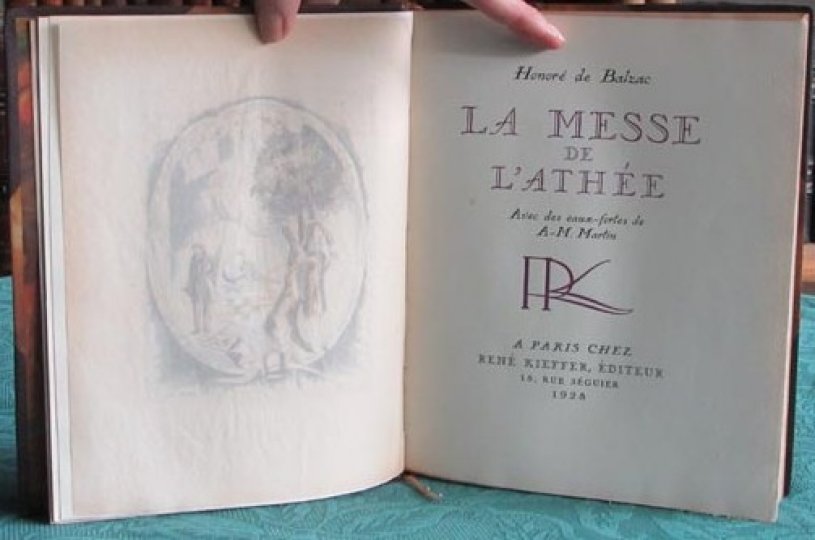 Honoré de Balzac
LA MESSE
DE
L'ATHÉE
Avec des eaux-fortes de
A-M Martin
RK
A PARIS CHEZ
RENÉ KIEFFER, ÉDITEUR
18, RUE SÉGUIER
1928